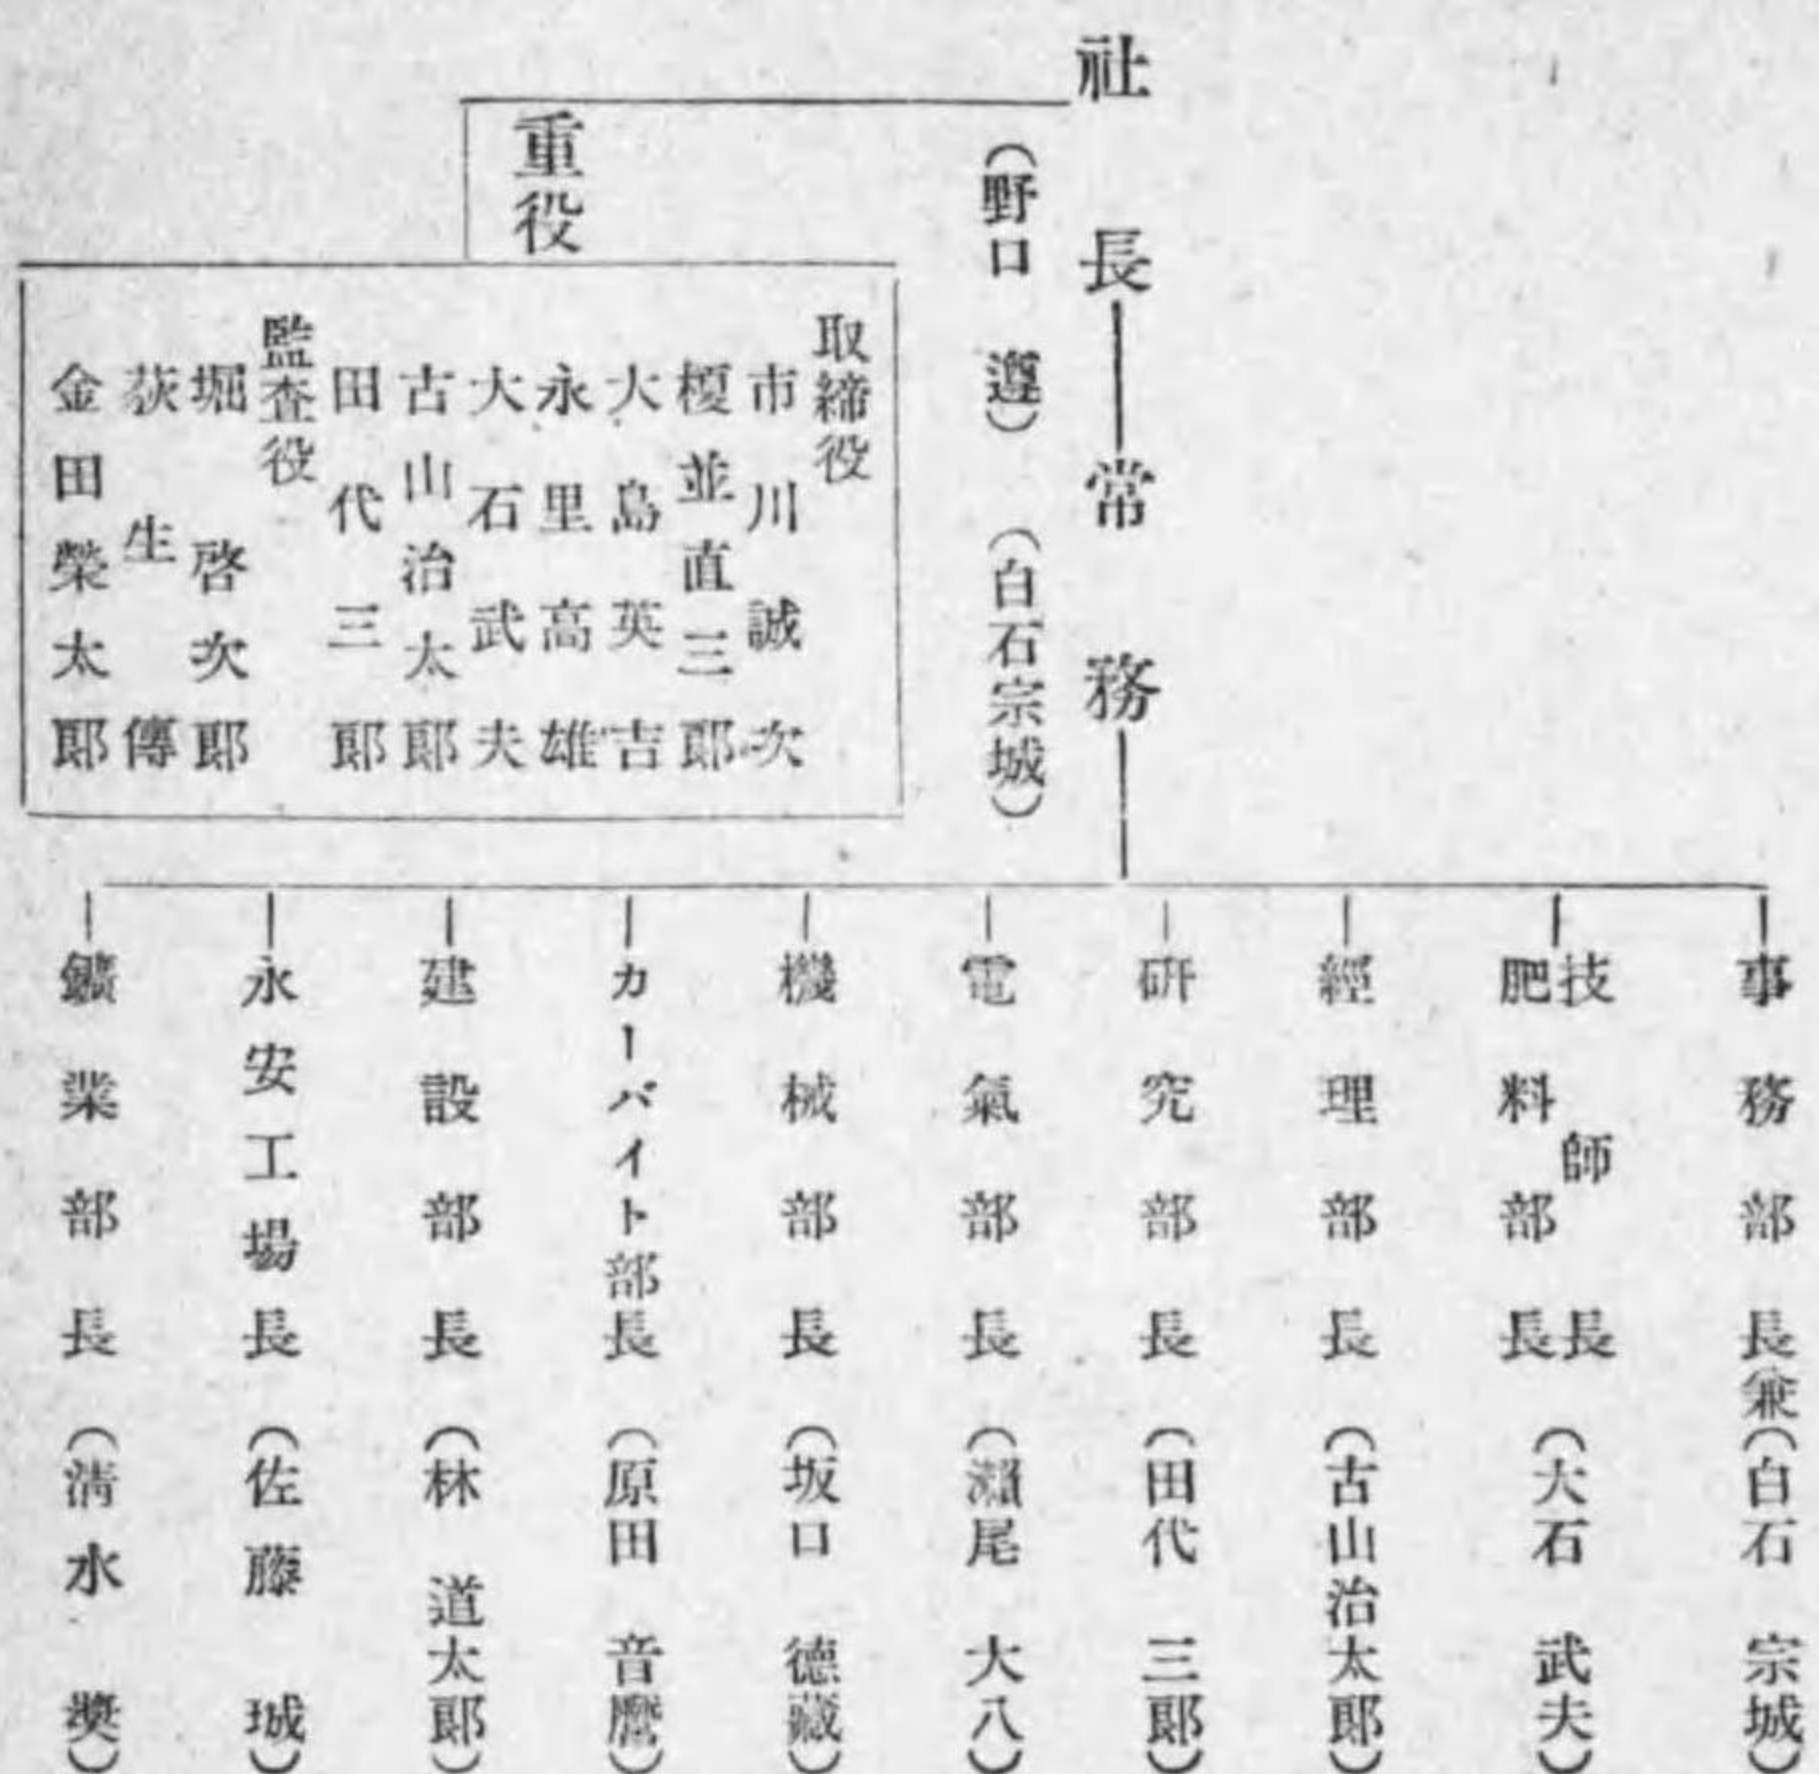 社長―常務
(野口 遵) (白石宗城)
重役
取締役
市川誠次
榎並直三郎
大島英吉
永里高雄
大石武夫
古山治太郎
田代三郎
監査役
堀啓次郎
荻生傳
金田榮太郎
事務部長兼(白石 宗城)
技師長
肥料部長(大石 武夫)
經理部長(古山治太郎)
研究部長(田代 三郎)
電氣部長(瀨尾 大八)
機械部長(坂口 德藏)
カーバイト部長(原田 音麿)
建設部長(林 道太郎)
永安工場長(佐藤 城)
鑛業部長(淸水 奬)